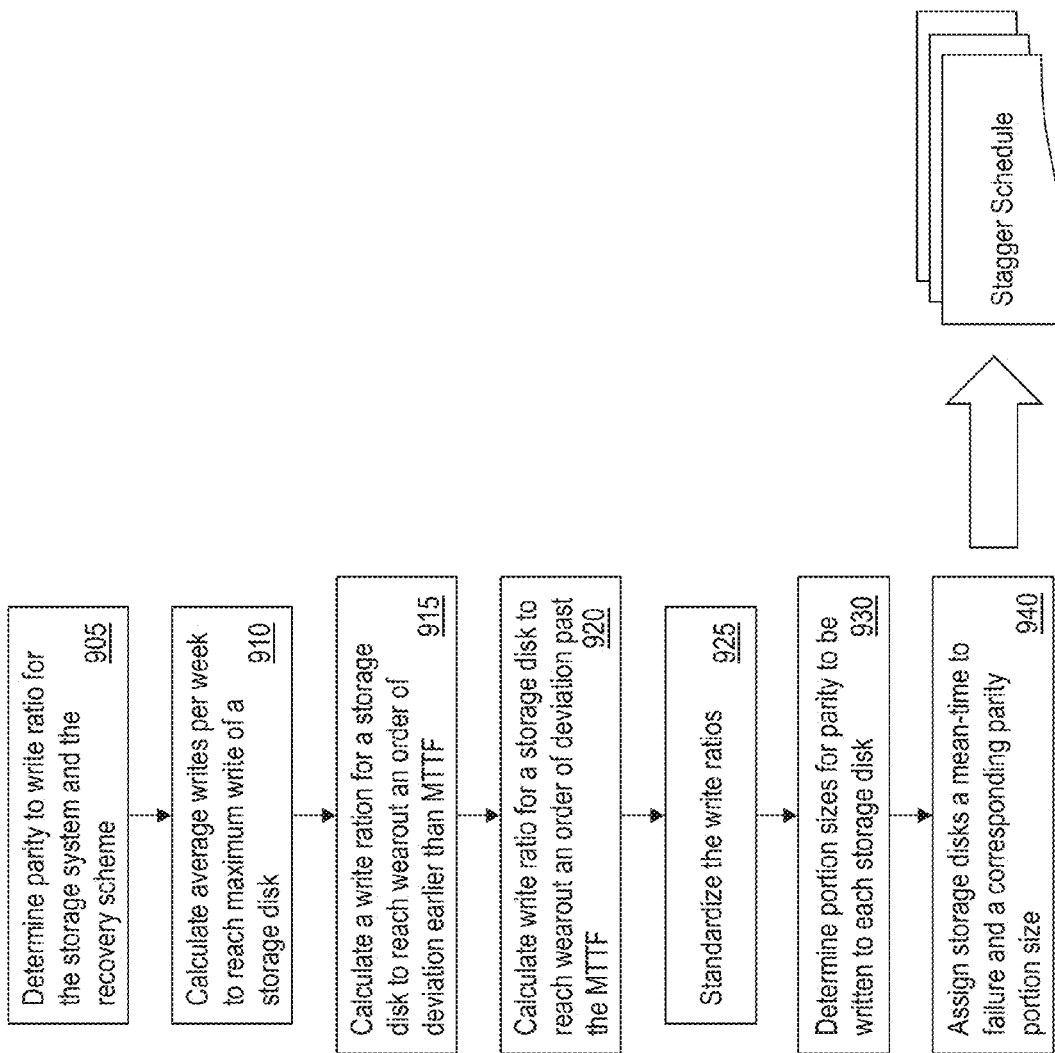 Determine parity to write ratio for
the storage system and the
recovery scheme
905
Calculate average writes per week
to reach maximum write of a
storage disk
910
Calculate a write ration for a storage
disk to reach wearout an order of
deviation earlier than MTTF
915
Calculate write ratio for a storage disk to
reach wearout an order of deviation past
the MTTF
920
Standardize the write ratios
925
Determine portion sizes for parity to be
written to each storage disk
930
Assign storage disks a mean-time to
failure and a corresponding parity
portion size
940
Stagger Schedule